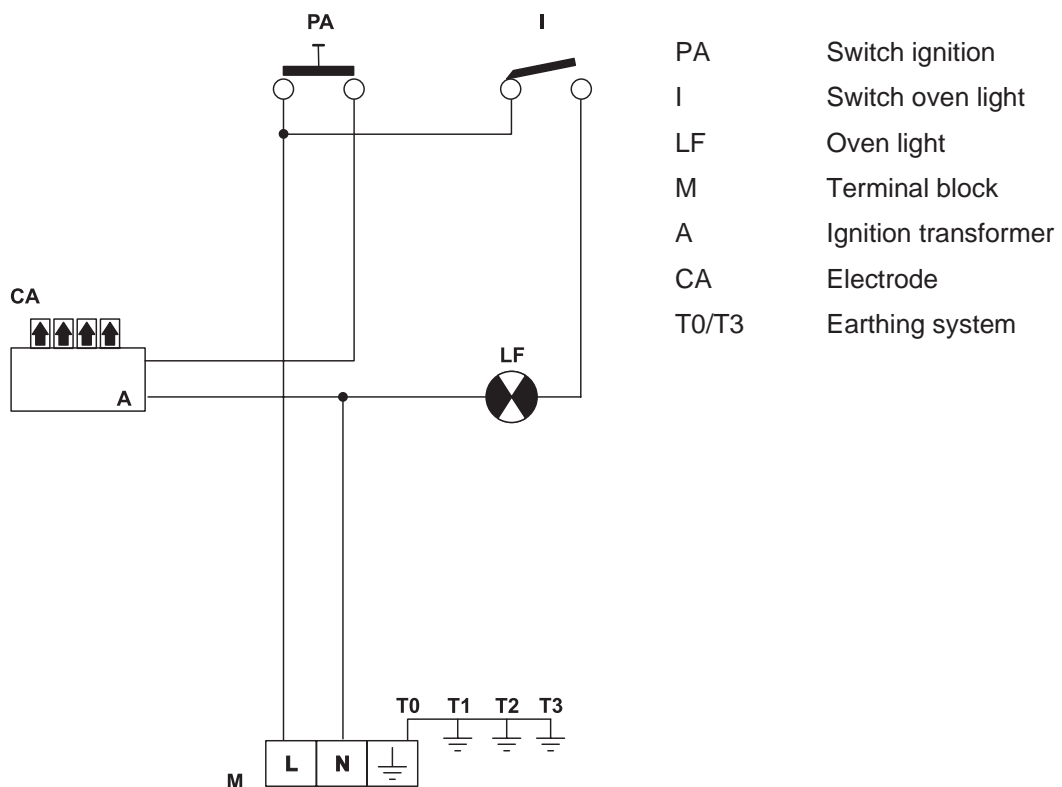 PA I
PA Switch ignition
I Switch oven light
LF Oven light
M Terminal block
A Ignition transformer
CA Electrode
T0/T3 Earthing system
CA
A
LF
T0 T1 T2 T3
L N
M